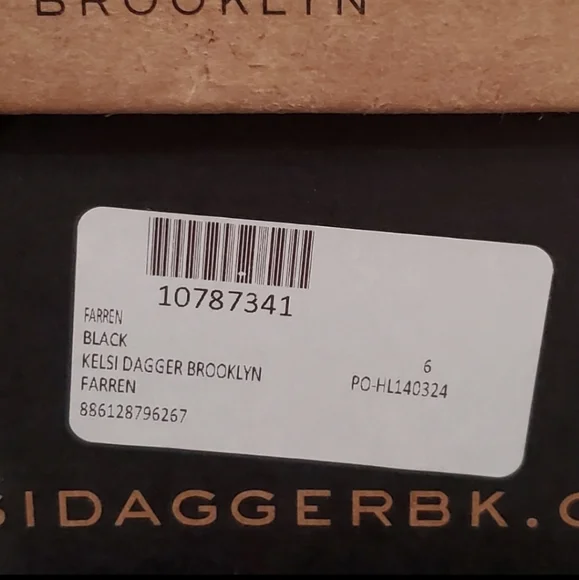 BROOKLYN
10787341
FARREN
BLACK
KELSI DAGGER BROOKLYN
FARREN
886128796267
6
PO-HL140324
SIDAGGERBK.C